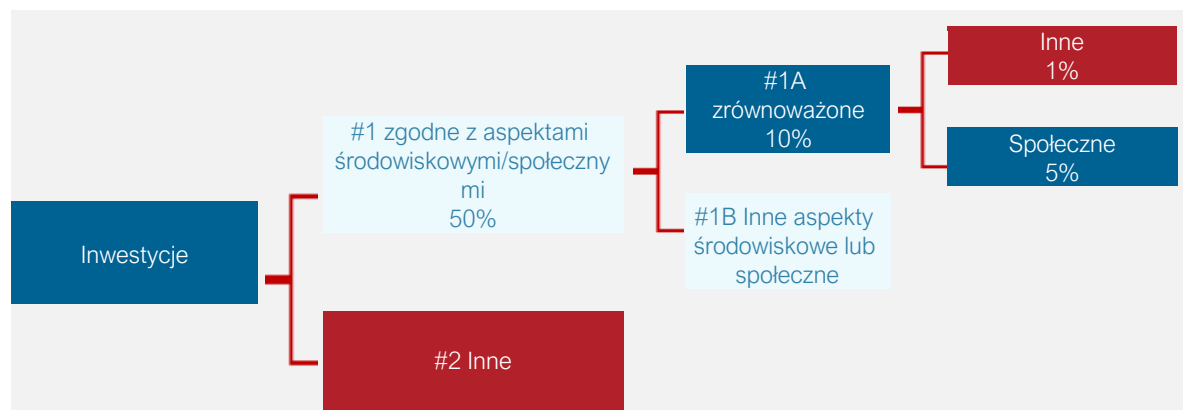 Inwestycje
#1 zgodne z aspektami
środowiskowymi/społeczny
mi
50%
#2 Inne
#1A
zrównoważone
10%
#1B Inne aspekty
środowiskowe lub
społeczne
Inne
1%
Społeczne
5%